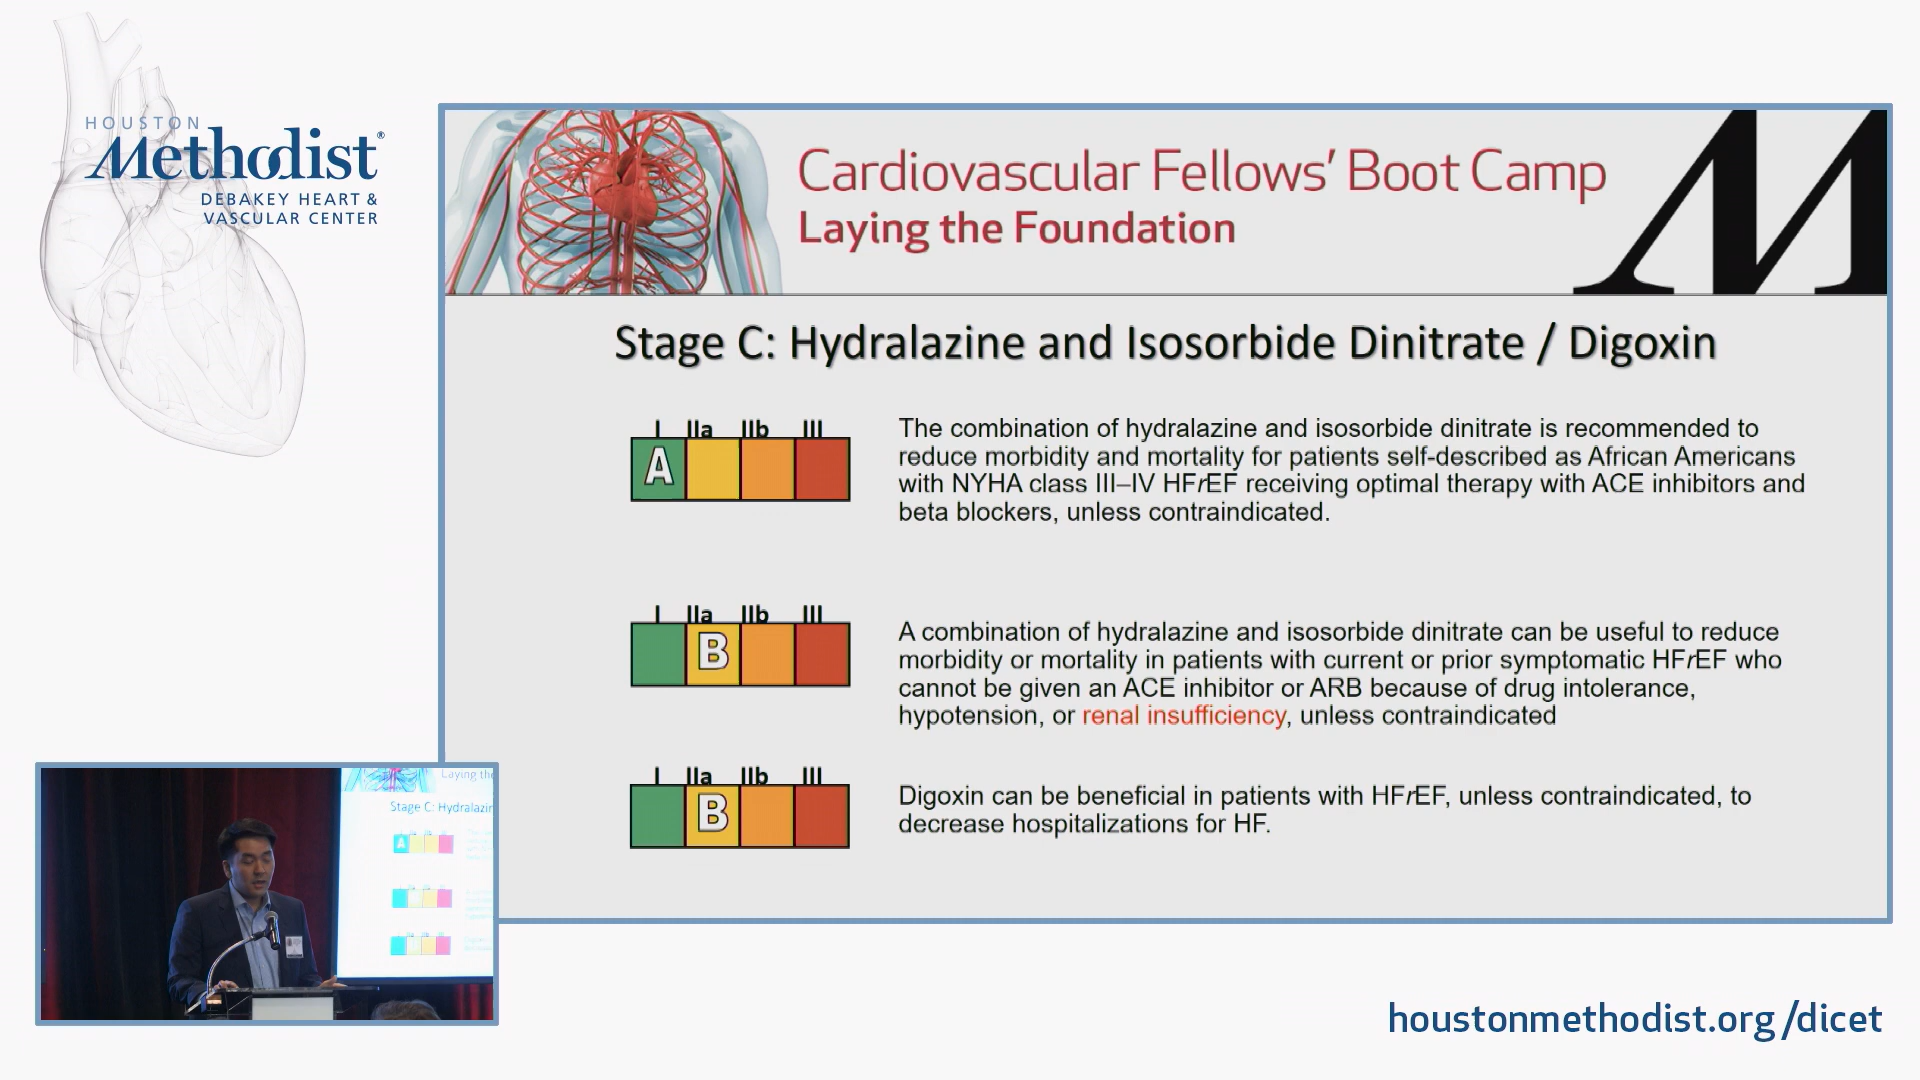 HOUSTON
Methodist®
DEBAKEY HEART &
VASCULAR CENTER
Cardiovascular Fellows' Boot Camp
Laying the Foundation
Stage C: Hydralazine and Isosorbide Dinitrate / Digoxin
I IIa IIb III
A
The combination of hydralazine and isosorbide dinitrate is recommended to
reduce morbidity and mortality for patients self-described as African Americans
with NYHA class III–IV HFrEF receiving optimal therapy with ACE inhibitors and
beta blockers, unless contraindicated.
I IIa IIb III
B
A combination of hydralazine and isosorbide dinitrate can be useful to reduce
morbidity or mortality in patients with current or prior symptomatic HFrEF who
cannot be given an ACE inhibitor or ARB because of drug intolerance,
hypotension, or renal insufficiency, unless contraindicated
I IIa IIb III
B
Digoxin can be beneficial in patients with HFrEF, unless contraindicated, to
decrease hospitalizations for HF.
Laying the
Stage C: Hydralazin
A
houstonmethodist.org/dicet